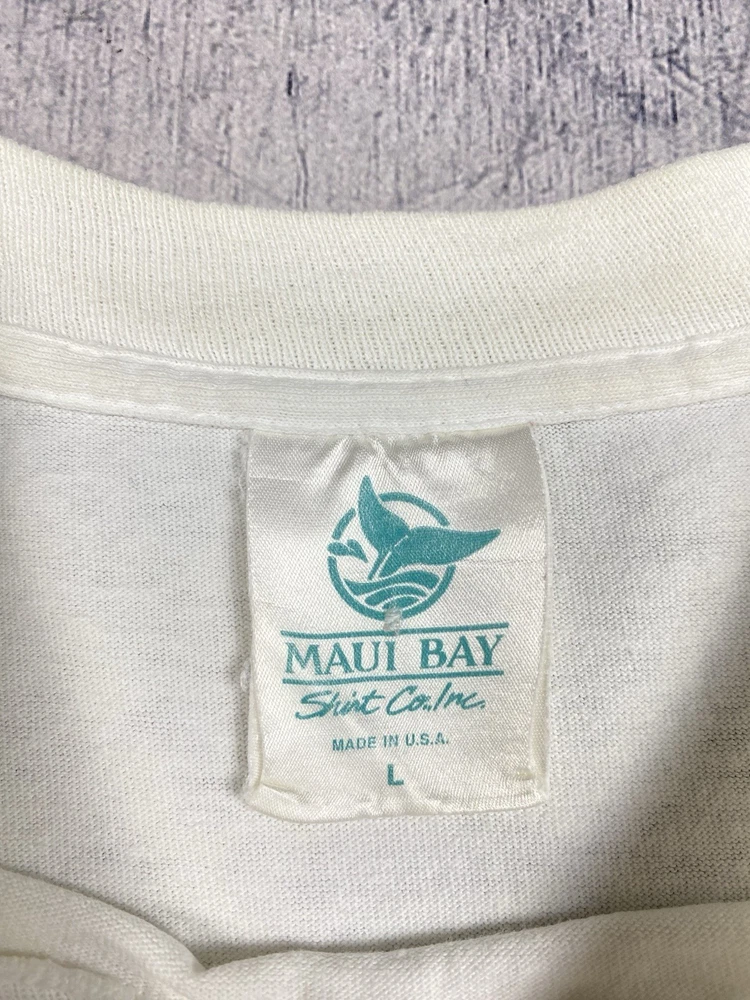 MAUI BAY
Shirt Co., Inc.
MADE IN U.S.A.
L